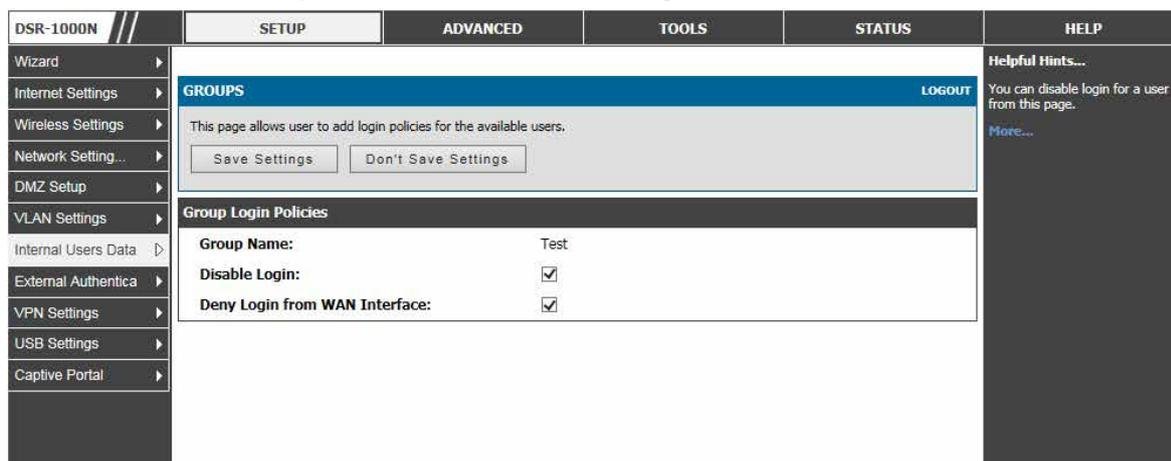 DSR-1000N
SETUP
ADVANCED
TOOLS
STATUS
HELP
Wizard
Internet Settings
Wireless Settings
Network Setting...
DMZ Setup
VLAN Settings
Internal Users Data
External Authentica
VPN Settings
USB Settings
Captive Portal
GROUPS
LOGOUT
This page allows user to add login policies for the available users.
Save Settings
Don't Save Settings
Group Login Policies
Group Name: Test
Disable Login:
Deny Login from WAN Interface:
Helpful Hints...
You can disable login for a user
from this page.
More...